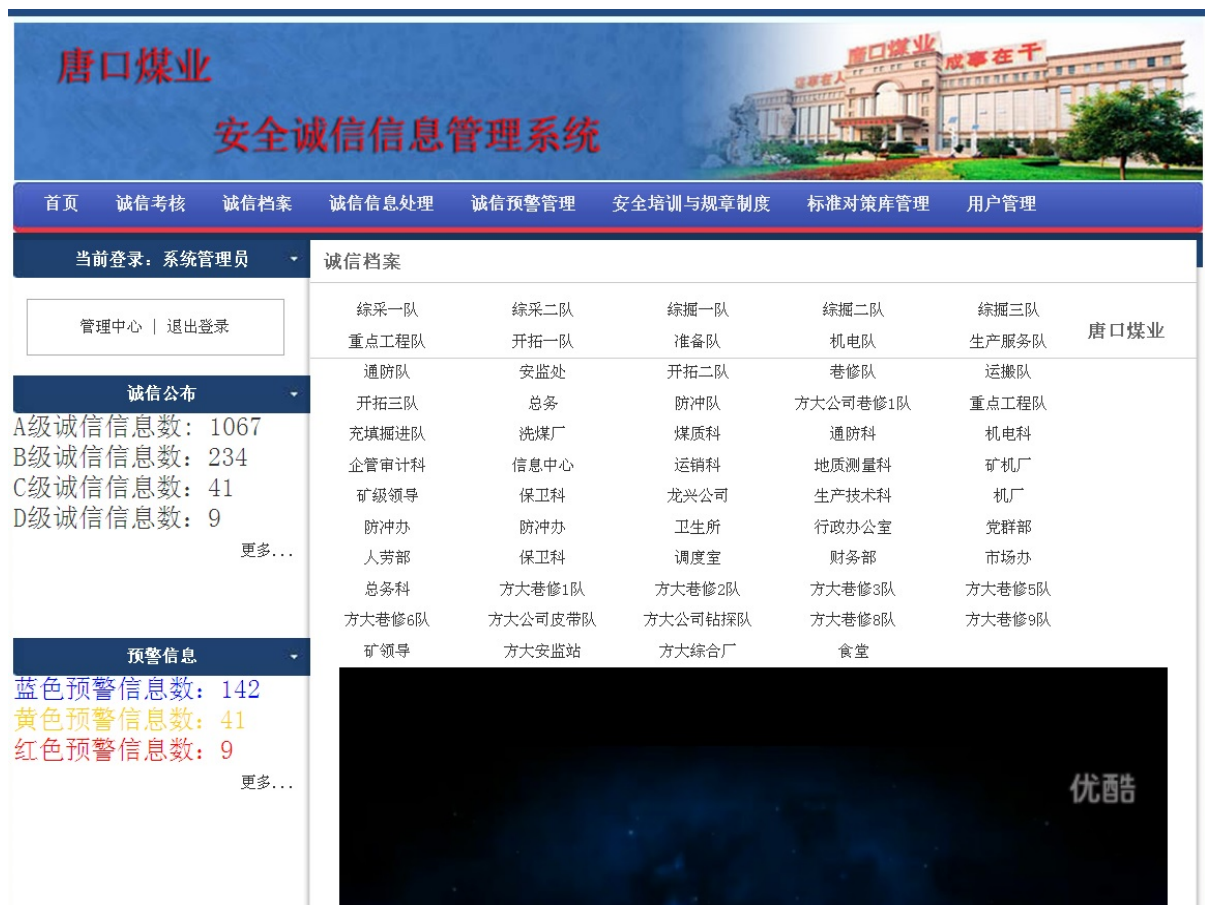 唐口煤业
安全诚信信息管理系统
唐口煤业
成事在千
首页 诚信考核 诚信档案 诚信信息处理 诚信预警管理 安全培训与规章制度 标准对策库管理 用户管理
当前登录：系统管理员
管理中心 | 退出登录
诚信公布
A级诚信信息数: 1067
B级诚信信息数: 234
C级诚信信息数: 41
D级诚信信息数: 9
更多...
预警信息
蓝色预警信息数: 142
黄色预警信息数: 41
红色预警信息数: 9
更多...
诚信档案
综采一队 综采二队 综掘一队 综掘二队 综掘三队
重点工程队 开拓一队 准备队 机电队 生产服务队
唐口煤业
通防队 安监处 开拓二队 巷修队 运搬队
开拓三队 总务 防冲队 方大公司巷修1队 重点工程队
充填掘进队 洗煤厂 煤质科 通防科 机电科
企管审计科 信息中心 运销科 地质测量科 矿机厂
矿级领导 保卫科 龙兴公司 生产技术科 机厂
防冲办 防冲办 卫生所 行政办公室 党群部
人劳部 保卫科 调度室 财务部 市场办
总务科 方大巷修1队 方大巷修2队 方大巷修3队 方大巷修5队
方大巷修6队 方大公司皮带队 方大公司钻探队 方大巷修8队 方大巷修9队
矿领导 方大安监站 方大综合厂 食堂
优酷